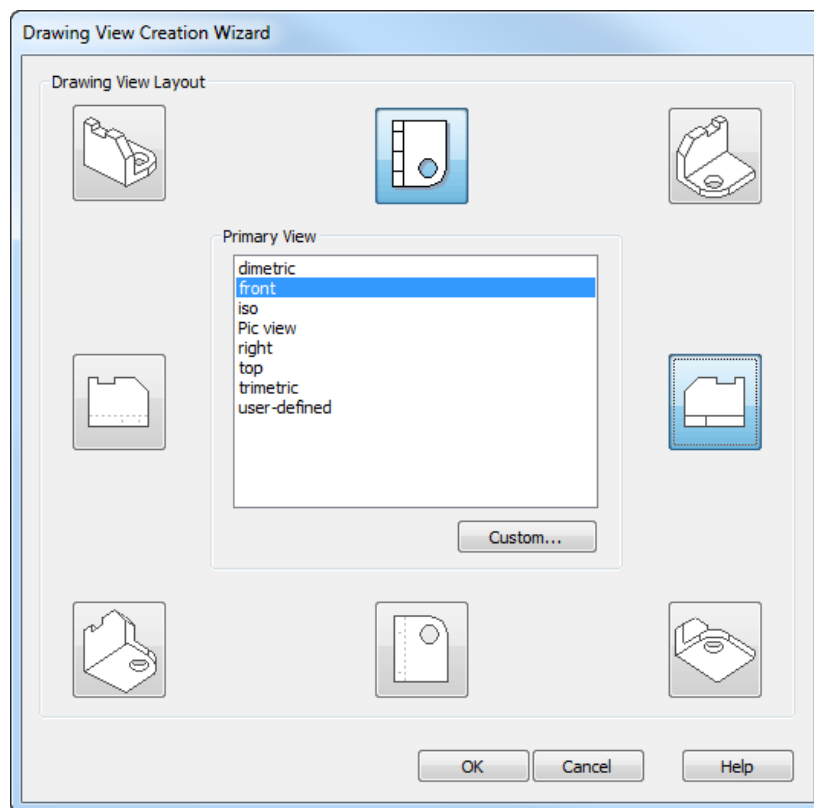 Drawing View Creation Wizard
Drawing View Layout
Primary View
dimetric
front
iso
Pic view
right
top
trimetric
user-defined
Custom...
OK Cancel Help